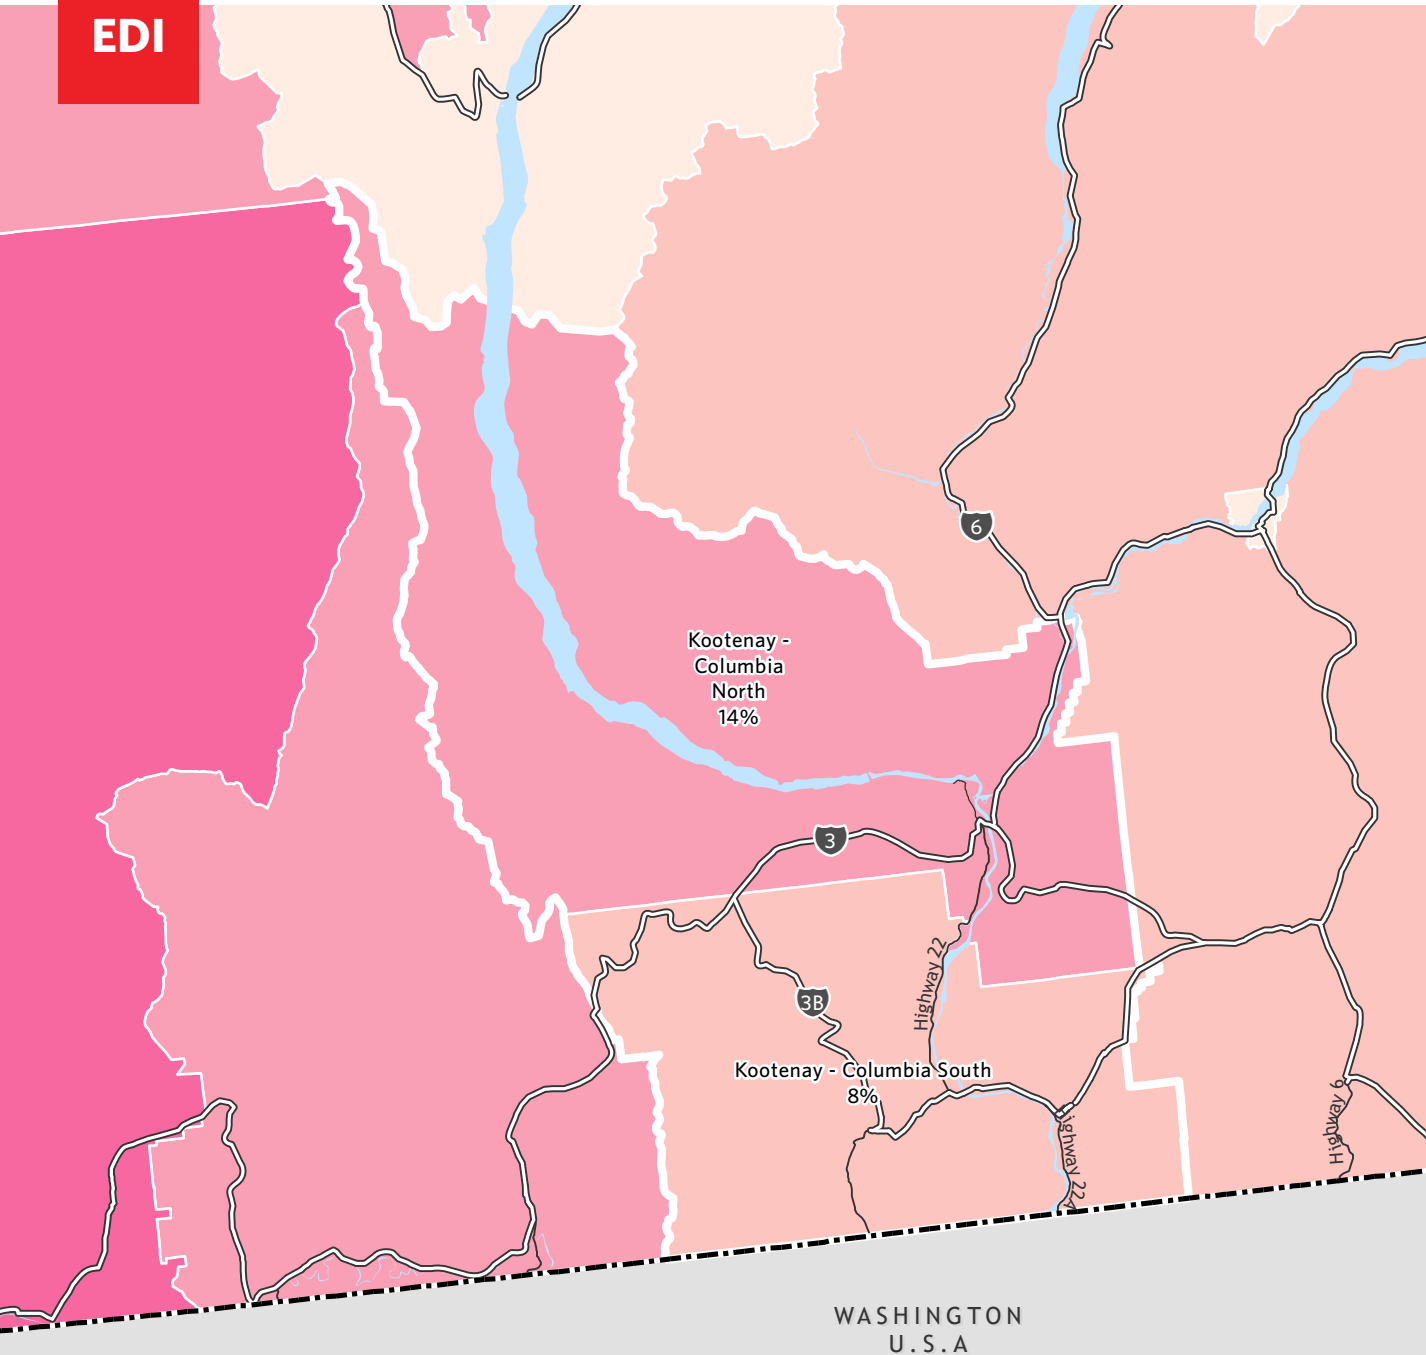 EDI
6
Kootenay -
Columbia
North
14%
3
Highway 22
3B
Kootenay - Columbia South
8%
Highway 22A
Highway 6
WASHINGTON
U.S.A